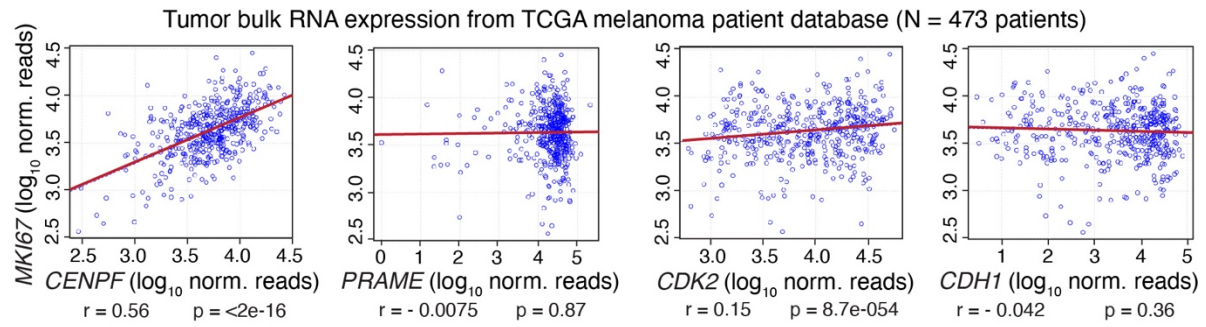 Tumor bulk RNA expression from TCGA melanoma patient database (N = 473 patients)
MKI67 (log10 norm. reads)
4.5
4.0
3.5
3.0
2.5
2.5 3.0 3.5 4.0 4.5
CENPF (log10 norm. reads)
r = 0.56 p = <2e-16
4.5
4.0
3.5
3.0
2.5
0 1 2 3 4 5
PRAME (log10 norm. reads)
r = - 0.0075 p = 0.87
4.5
4.0
3.5
3.0
2.5
3.0 3.5 4.0 4.5
CDK2 (log10 norm. reads)
r = 0.15 p = 8.7e-054
4.5
4.0
3.5
3.0
2.5
1 2 3 4 5
CDH1 (log10 norm. reads)
r = - 0.042 p = 0.36